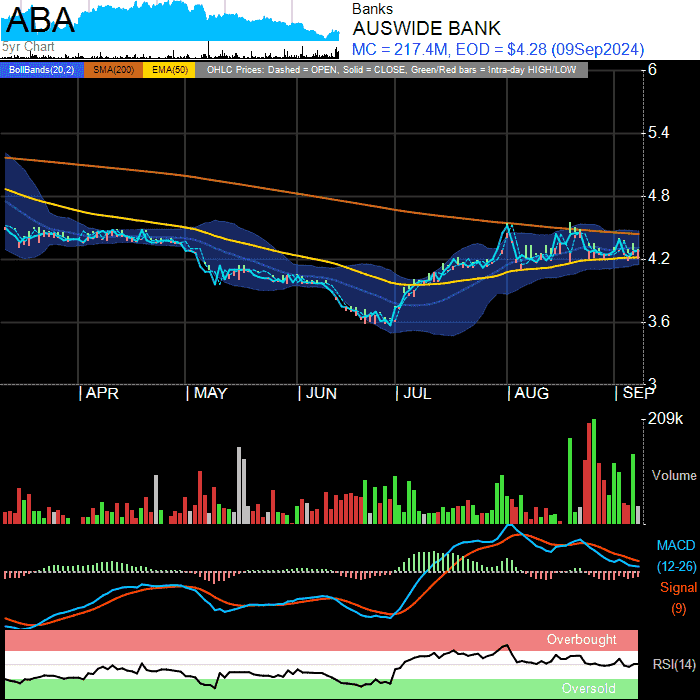 ABA
5yr Chart
Banks
AUSWIDE BANK
MC = 217.4M, EOD = $4.28 (09Sep2024)
BollBands(20,2) SMA(200) EMA(50) OHLC Prices: Dashed = OPEN, Solid = CLOSE, Green/Red bars = Intra-day HIGH/LOW
6
5.4
4.8
4.2
3.6
3
APR MAY JUN JUL AUG SEP
209k
Volume
MACD
(12-26)
Signal
(9)
Overbought
RSI(14)
Oversold